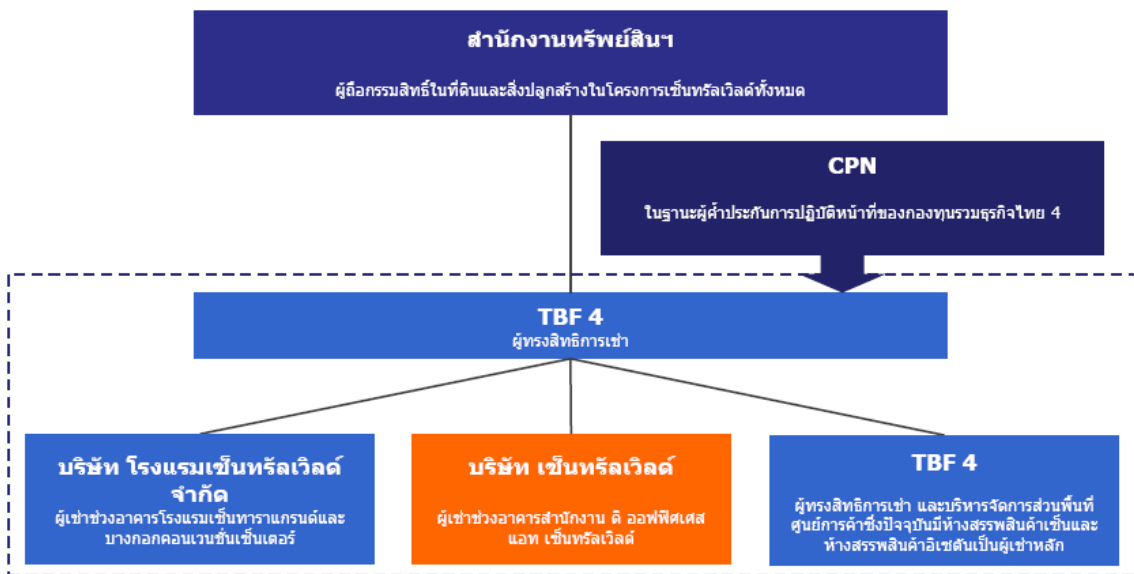 สำนักงานทรัพย์สินฯ
ผู้ถือกรรมสิทธิ์ในที่ดินและสิ่งปลูกสร้างในโครงการเซ็นทรัลเวิลด์ทั้งหมด
CPN
ในฐานะผู้ค้ำประกันการปฏิบัติหน้าที่ของกองทุนรวมธุรกิจไทย 4
TBF 4
ผู้ทรงสิทธิการเช่า
บริษัท โรงแรมเซ็นทรัลเวิลด์
จำกัด
ผู้เช่าช่วงอาคารโรงแรมเซ็นทาราแกรนด์และ
บางกอกคอนเวนชั่นเซ็นเตอร์
บริษัท เซ็นทรัลเวิลด์
ผู้เช่าช่วงอาคารสำนักงาน ดิ ออฟฟิศเศส
แอท เซ็นทรัลเวิลด์
TBF 4
ผู้ทรงสิทธิการเช่า และบริหารจัดการส่วนพื้นที่
ศูนย์การค้าซึ่งปัจจุบันมีห้างสรรพสินค้าเซ็นและ
ห้างสรรพสินค้าอิเซตันเป็นผู้เช่าหลัก